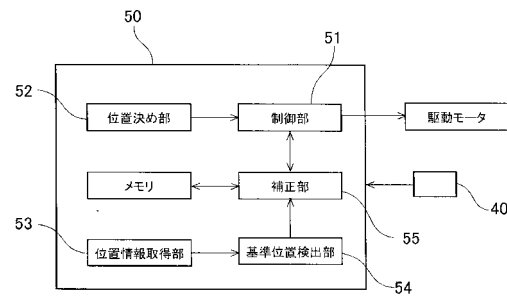 50
51
52
位置決め部
制御部
駆動モータ
メモリ
補正部
40
53
55
位置情報取得部
基準位置検出部
54